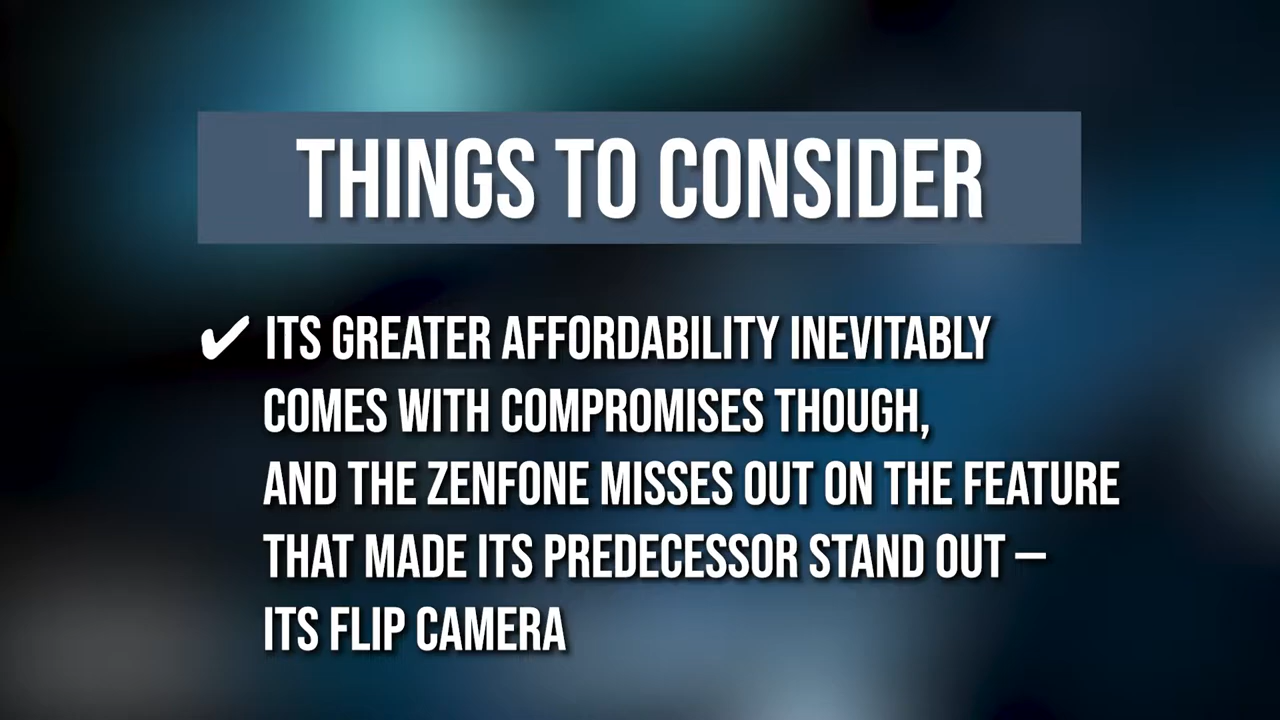 THINGS TO CONSIDER
✔ ITS GREATER AFFORDABILITY INEVITABLY
COMES WITH COMPROMISES THOUGH,
AND THE ZENFONE MISSES OUT ON THE FEATURE
THAT MADE ITS PREDECESSOR STAND OUT –
ITS FLIP CAMERA